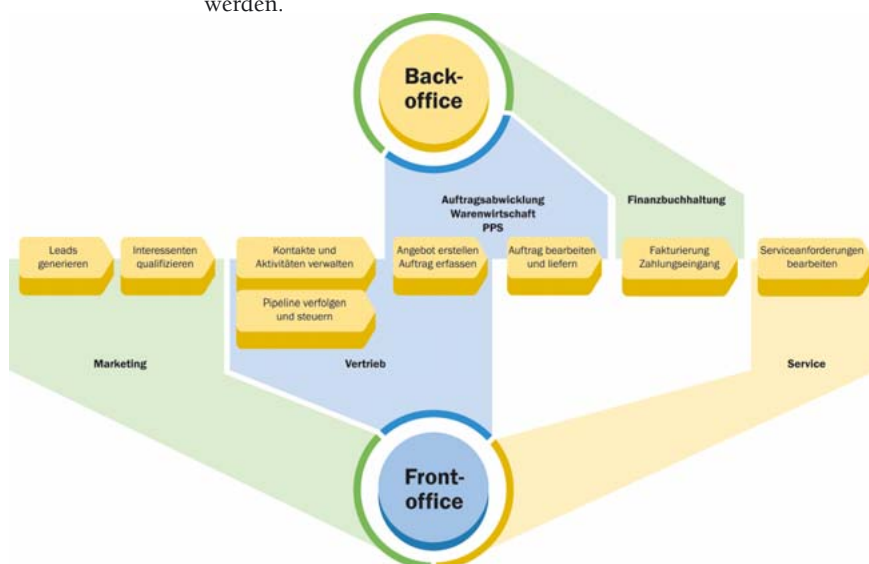 werden.
Back-
office
Auftragsabwicklung
Warenwirtschaft
PPS
Finanzbuchhaltung
Leads
generieren
Interessenten
qualifizieren
Kontakte und
Aktivitäten verwalten
Angebot erstellen
Auftrag erfassen
Auftrag bearbeiten
und liefern
Fakturierung
Zahlungseingang
Serviceanforderungen
bearbeiten
Pipeline verfolgen
und steuern
Marketing
Vertrieb
Service
Front-
office